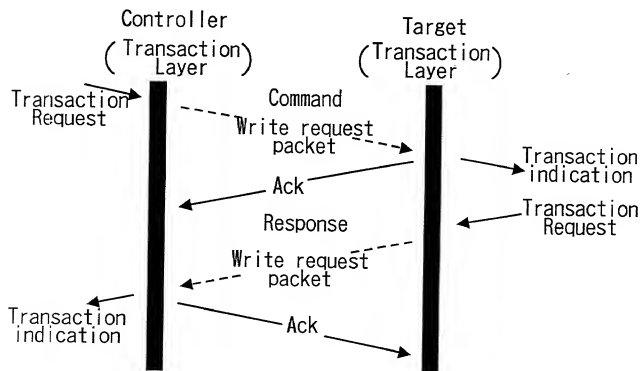 Controller
(Transaction
Layer)
Target
(Transaction
Layer)
Transaction
Request
Command
Write request
packet
Transaction
indication
Ack
Response
Transaction
Request
Write request
packet
Transaction
indication
Ack